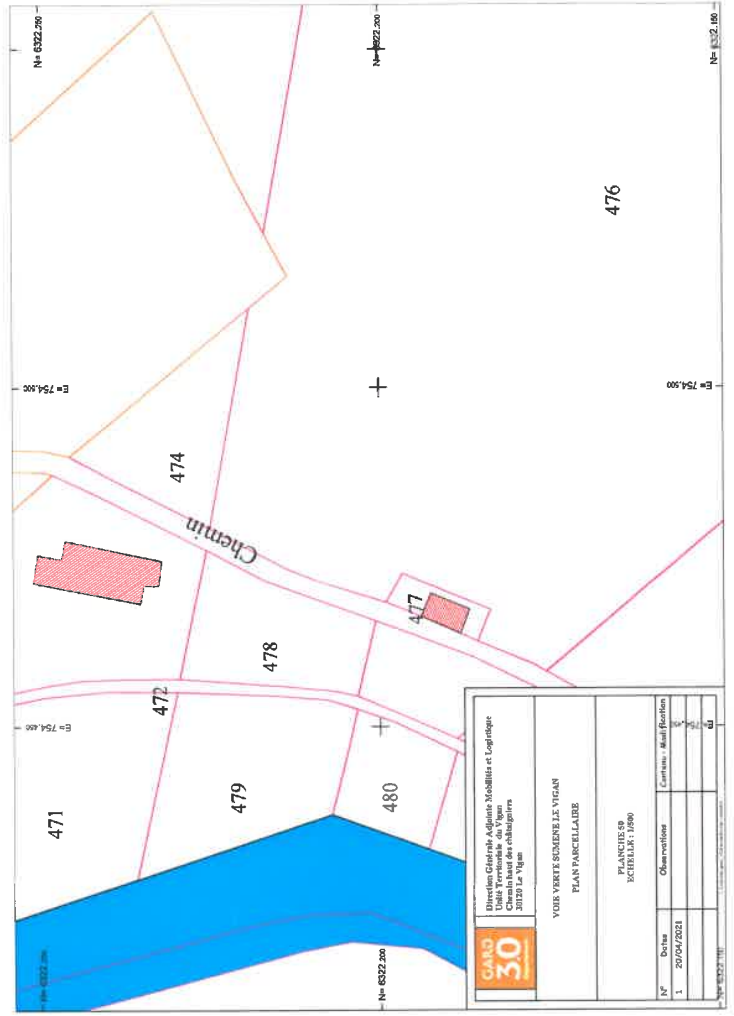 N= 6322.250
N= 6322.200
N= 6322.150
E= 754.500
E= 754.500
476
474
Chemin
477
478
472
E= 754.450
471
479
480
N= 6322.200
GARD
30
Direction Générale Adjointe Mobilités et Logistique
Unité Territoriale du Vigan
Chemin haut des châtaigniers
30120 Le Vigan
VOIE VERTE SUMENE LE VIGAN
PLAN PARCELLAIRE
PLANCHE 50
ECHELLE : 1/500
N° Dates Observations Contenu - Modification
1 20/04/2021